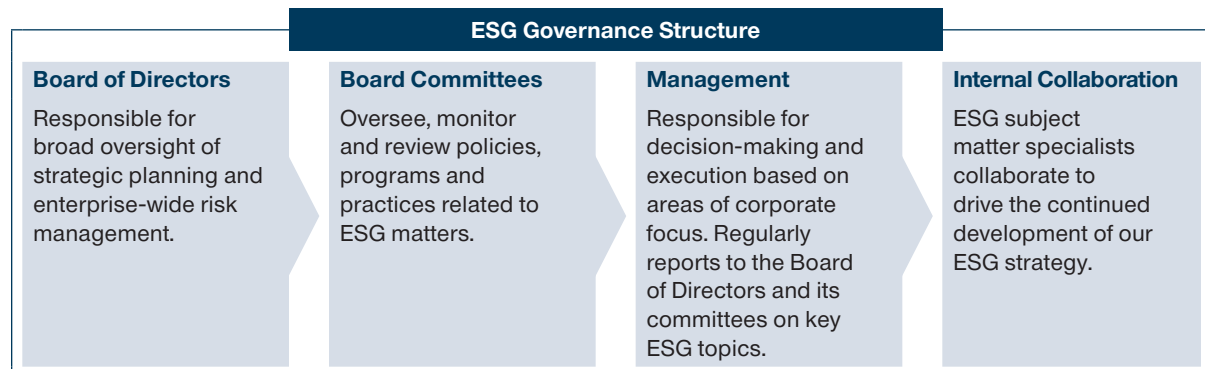 ESG Governance Structure
Board of Directors
Responsible for
broad oversight of
strategic planning and
enterprise-wide risk
management.
Board Committees
Oversee, monitor
and review policies,
programs and
practices related to
ESG matters.
Management
Responsible for
decision-making and
execution based on
areas of corporate
focus. Regularly
reports to the Board
of Directors and its
committees on key
ESG topics.
Internal Collaboration
ESG subject
matter specialists
collaborate to
drive the continued
development of our
ESG strategy.